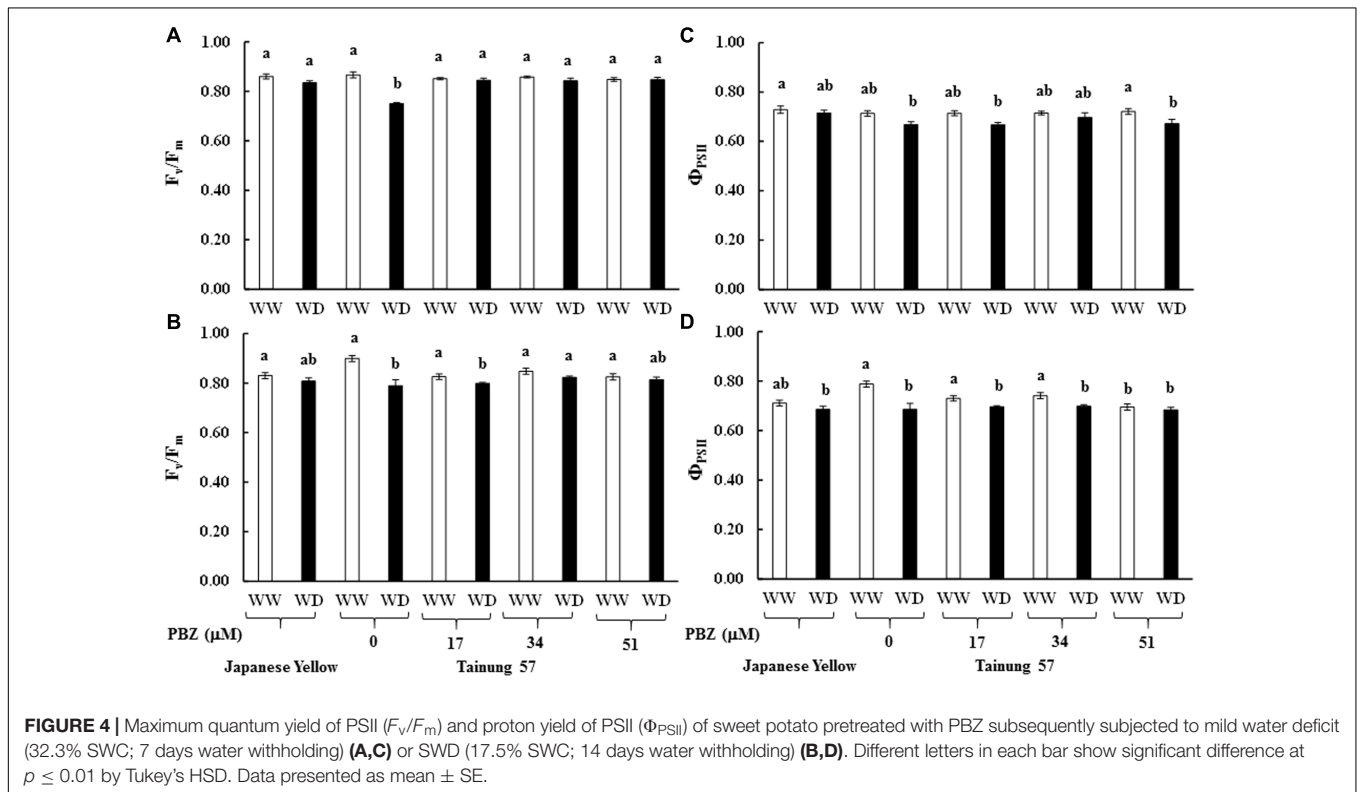 A
1.00
0.80
0.60
0.40
0.20
0.00
Fv/Fm
a a a b a a a a a a
WW WD WW WD WW WD WW WD WW WD
C
1.00
0.80
0.60
0.40
0.20
0.00
ΦPSII
a ab ab b ab b ab ab a b
WW WD WW WD WW WD WW WD WW WD
B
1.00
0.80
0.60
0.40
0.20
0.00
Fv/Fm
a ab a b a b a a a ab
WW WD WW WD WW WD WW WD WW WD
PBZ (µM) 0 17 34 51
Japanese Yellow Tainung 57
D
1.00
0.80
0.60
0.40
0.20
0.00
ΦPSII
ab b a b a b a b b b
WW WD WW WD WW WD WW WD WW WD
PBZ (µM) 0 17 34 51
Japanese Yellow Tainung 57
FIGURE 4 | Maximum quantum yield of PSII (Fv/Fm) and proton yield of PSII (ΦPSII) of sweet potato pretreated with PBZ subsequently subjected to mild water deficit
(32.3% SWC; 7 days water withholding) (A,C) or SWD (17.5% SWC; 14 days water withholding) (B,D). Different letters in each bar show significant difference at
p ≤ 0.01 by Tukey's HSD. Data presented as mean ± SE.